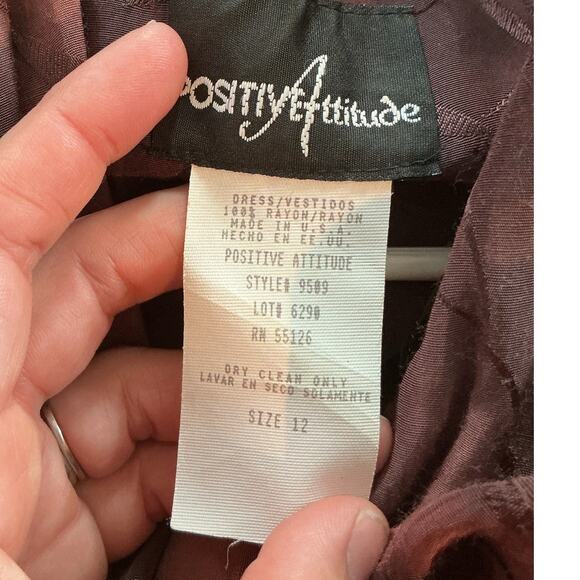 POSITIVE Attitude
DRESS/VESTIDOS
100% RAYON/RAYON
MADE IN U.S.A.
HECHO EN EE.UU.
POSITIVE ATTITUDE
STYLE# 9509
LOT# 6290
RN 55126
DRY CLEAN ONLY
LAVAR EN SECO SOLAMENTE
SIZE 12